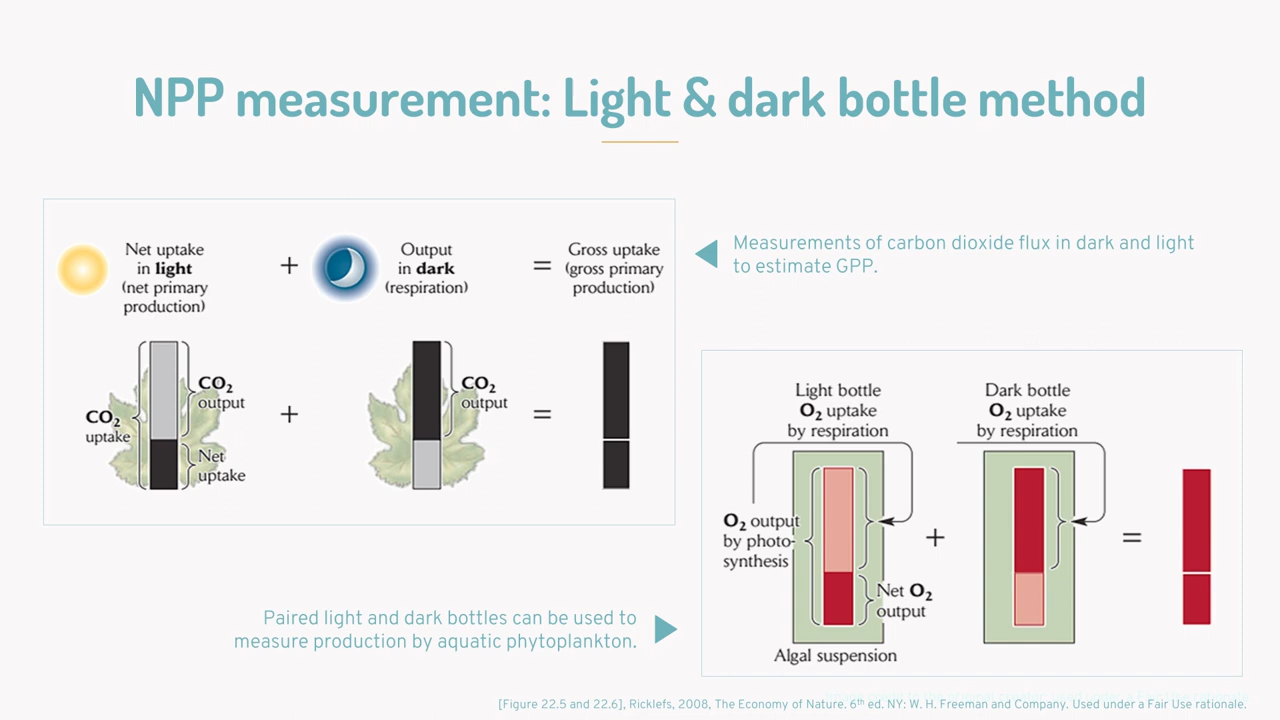 NPP measurement: Light & dark bottle method
Net uptake
in light
(net primary
production)
+
Output
in dark
(respiration)
=
Gross uptake
(gross primary
production)
CO2
uptake
CO2
output
Net
uptake
+
CO2
output
=
Measurements of carbon dioxide flux in dark and light
to estimate GPP.
Light bottle
O2 uptake
by respiration
Dark bottle
O2 uptake
by respiration
O2 output
by photo-
synthesis
Net O2
output
+
=
Algal suspension
Paired light and dark bottles can be used to
measure production by aquatic phytoplankton.
[Figure 22.5 and 22.6], Ricklefs, 2008, The Economy of Nature. 6th ed. NY: W. H. Freeman and Company. Used under a Fair Use rationale.